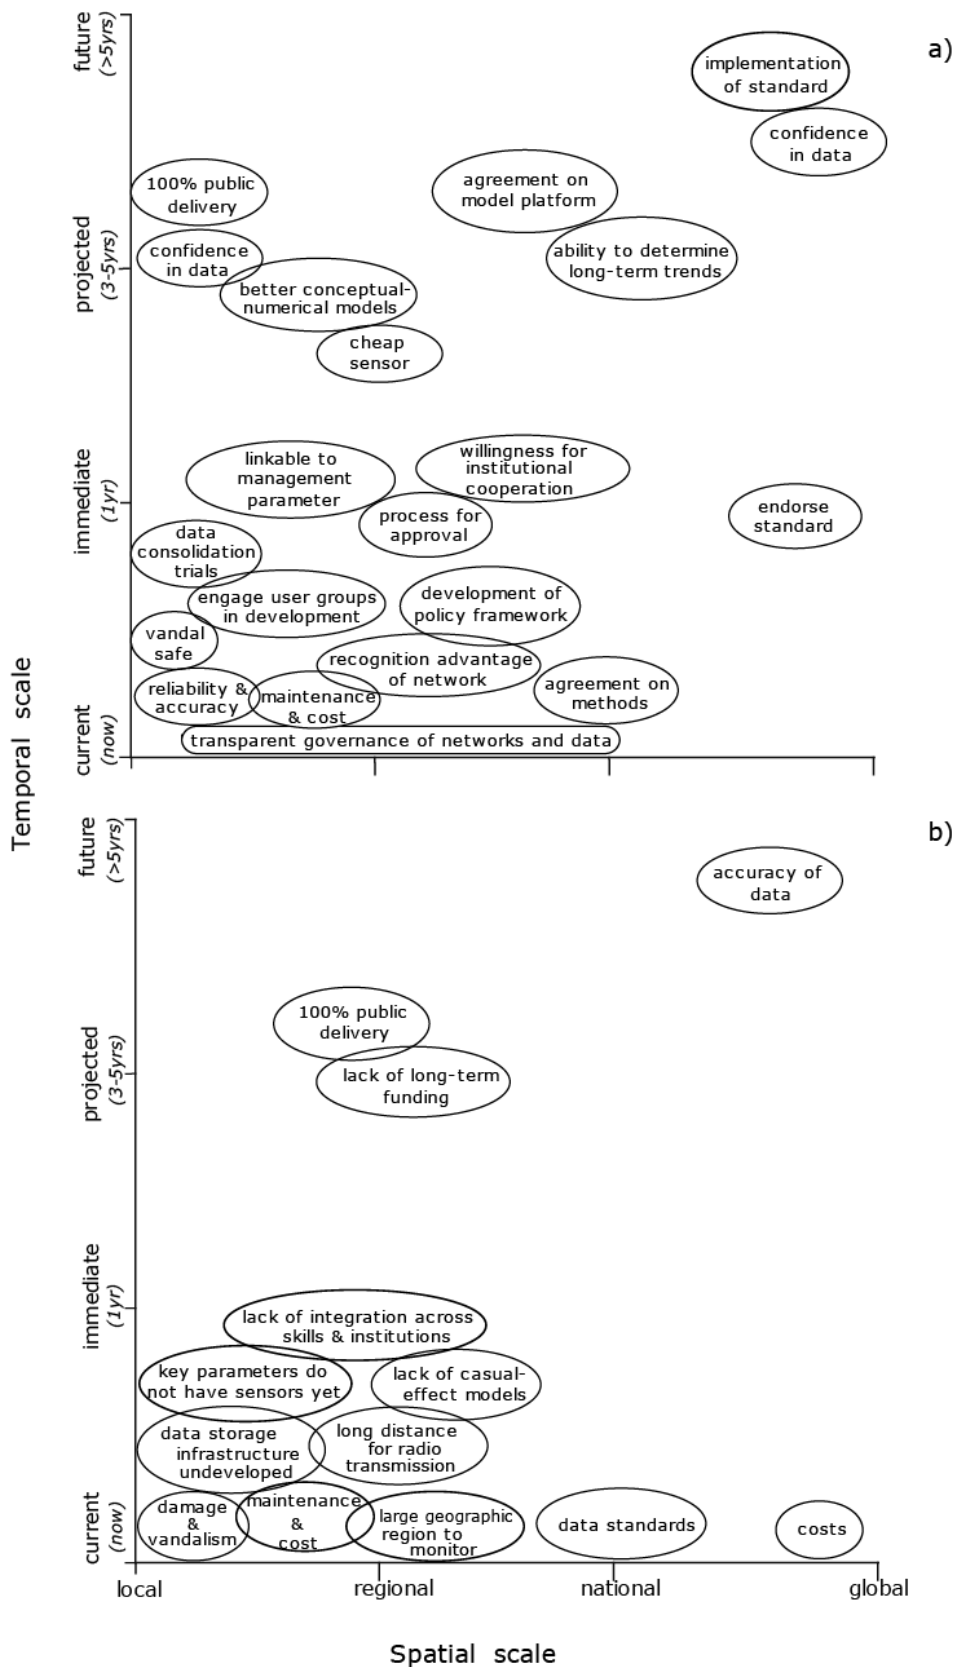 Temporal scale
a)
future
(>5yrs)
projected
(3-5yrs)
immediate
(1yr)
current
(now)
implementation
of standard
confidence
in data
100% public
delivery
agreement on
model platform
confidence
in data
ability to determine
long-term trends
better conceptual-
numerical models
cheap
sensor
linkable to
management
parameter
willingness for
institutional
cooperation
process for
approval
endorse
standard
data
consolidation
trials
engage user groups
in development
development of
policy framework
vandal
safe
recognition advantage
of network
reliability &
accuracy
maintenance
& cost
agreement on
methods
transparent governance of networks and data
b)
future
(>5yrs)
projected
(3-5yrs)
immediate
(1yr)
current
(now)
accuracy of
data
100% public
delivery
lack of long-term
funding
lack of integration across
skills & institutions
key parameters do
not have sensors yet
lack of casual-
effect models
data storage
infrastructure
undeveloped
long distance
for radio
transmission
damage
&
vandalism
maintenance
&
cost
large geographic
region to
monitor
data standards
costs
local
regional
national
global
Spatial scale